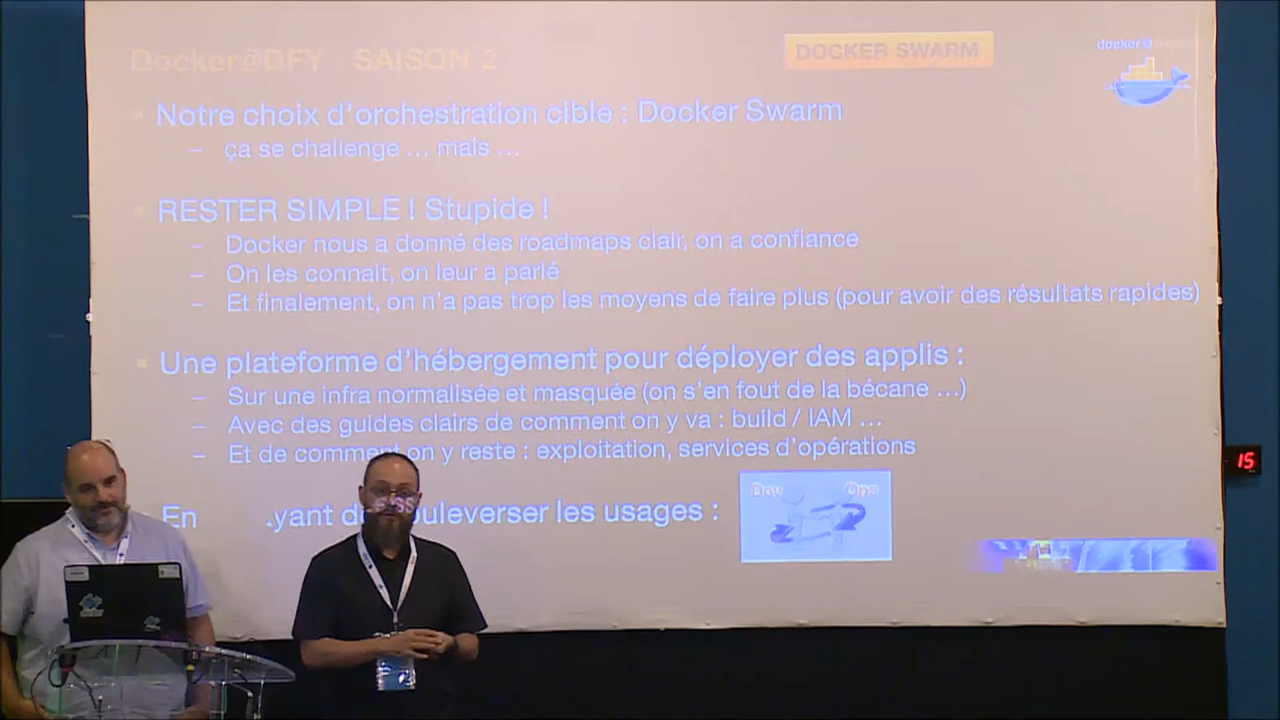 Docker@DFY SAISON 2
DOCKER SWARM
docker@
Notre choix d'orchestration cible : Docker Swarm
– ça se challenge ... mais ...
RESTER SIMPLE ! Stupide !
– Docker nous a donné des roadmaps clair, on a confiance
– On les connait, on leur a parlé
– Et finalement, on n'a pas trop les moyens de faire plus (pour avoir des résultats rapides)
Une plateforme d'hébergement pour déployer des applis :
– Sur une infra normalisée et masquée (on s'en fout de la bécane ...)
– Avec des guides clairs de comment on y va : build / IAM ...
– Et de comment on y reste : exploitation, services d'opérations
En yant d ouleverser les usages :
Dev Ops
15